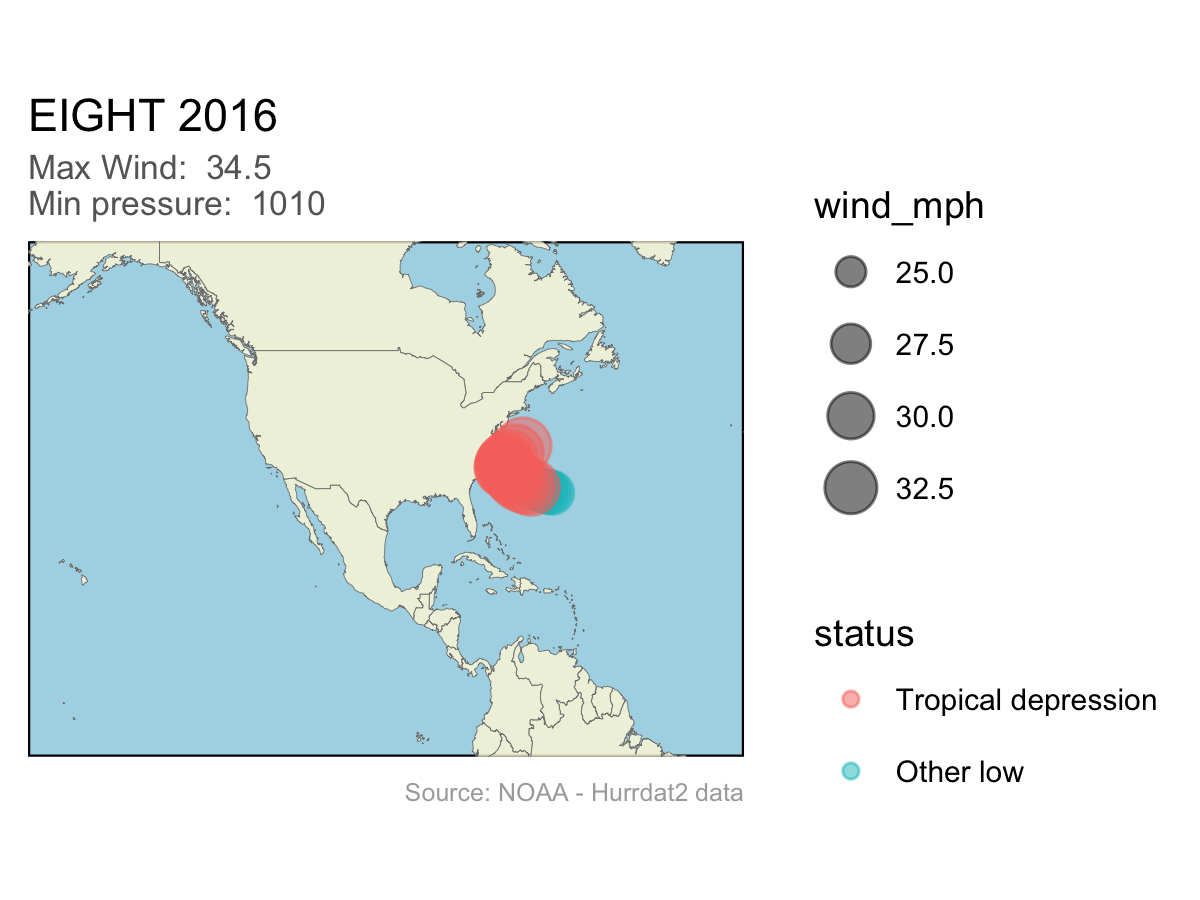 EIGHT 2016
Max Wind:  34.5
Min pressure:  1010
wind_mph
25.0
27.5
30.0
32.5
status
Tropical depression
Other low
Source: NOAA - Hurrdat2 data